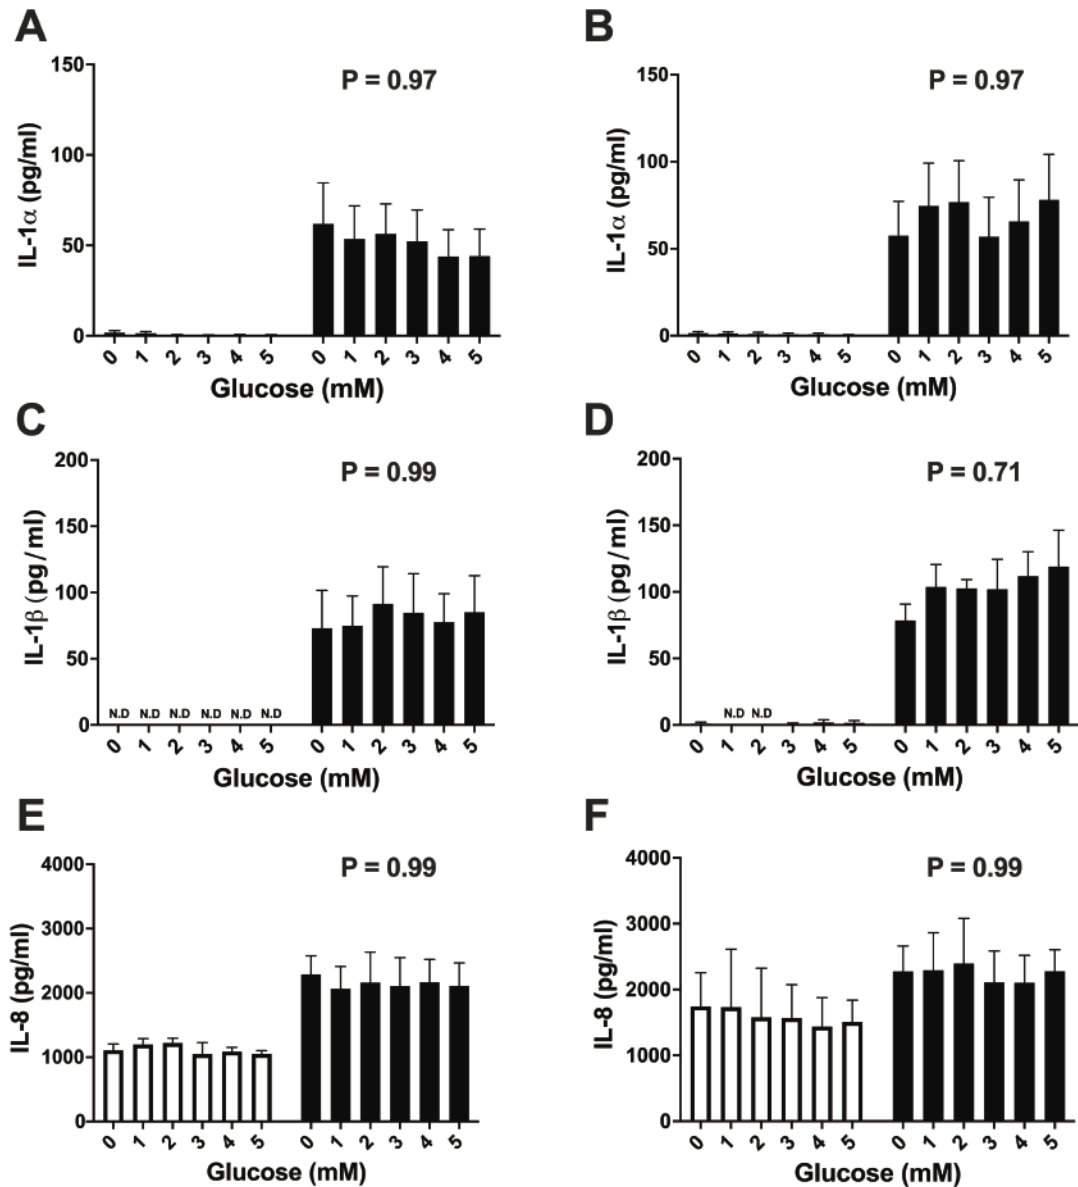 A
P = 0.97
IL-1α (pg/ml)
150
100
50
0
0 1 2 3 4 5 0 1 2 3 4 5
Glucose (mM)
B
P = 0.97
IL-1α (pg/ml)
150
100
50
0
0 1 2 3 4 5 0 1 2 3 4 5
Glucose (mM)
C
P = 0.99
IL-1β (pg/ml)
200
150
100
50
0
N.D N.D N.D N.D N.D N.D
0 1 2 3 4 5 0 1 2 3 4 5
Glucose (mM)
D
P = 0.71
IL-1β (pg/ml)
200
150
100
50
0
N.D N.D
0 1 2 3 4 5 0 1 2 3 4 5
Glucose (mM)
E
P = 0.99
IL-8 (pg/ml)
4000
3000
2000
1000
0
0 1 2 3 4 5 0 1 2 3 4 5
Glucose (mM)
F
P = 0.99
IL-8 (pg/ml)
4000
3000
2000
1000
0
0 1 2 3 4 5 0 1 2 3 4 5
Glucose (mM)